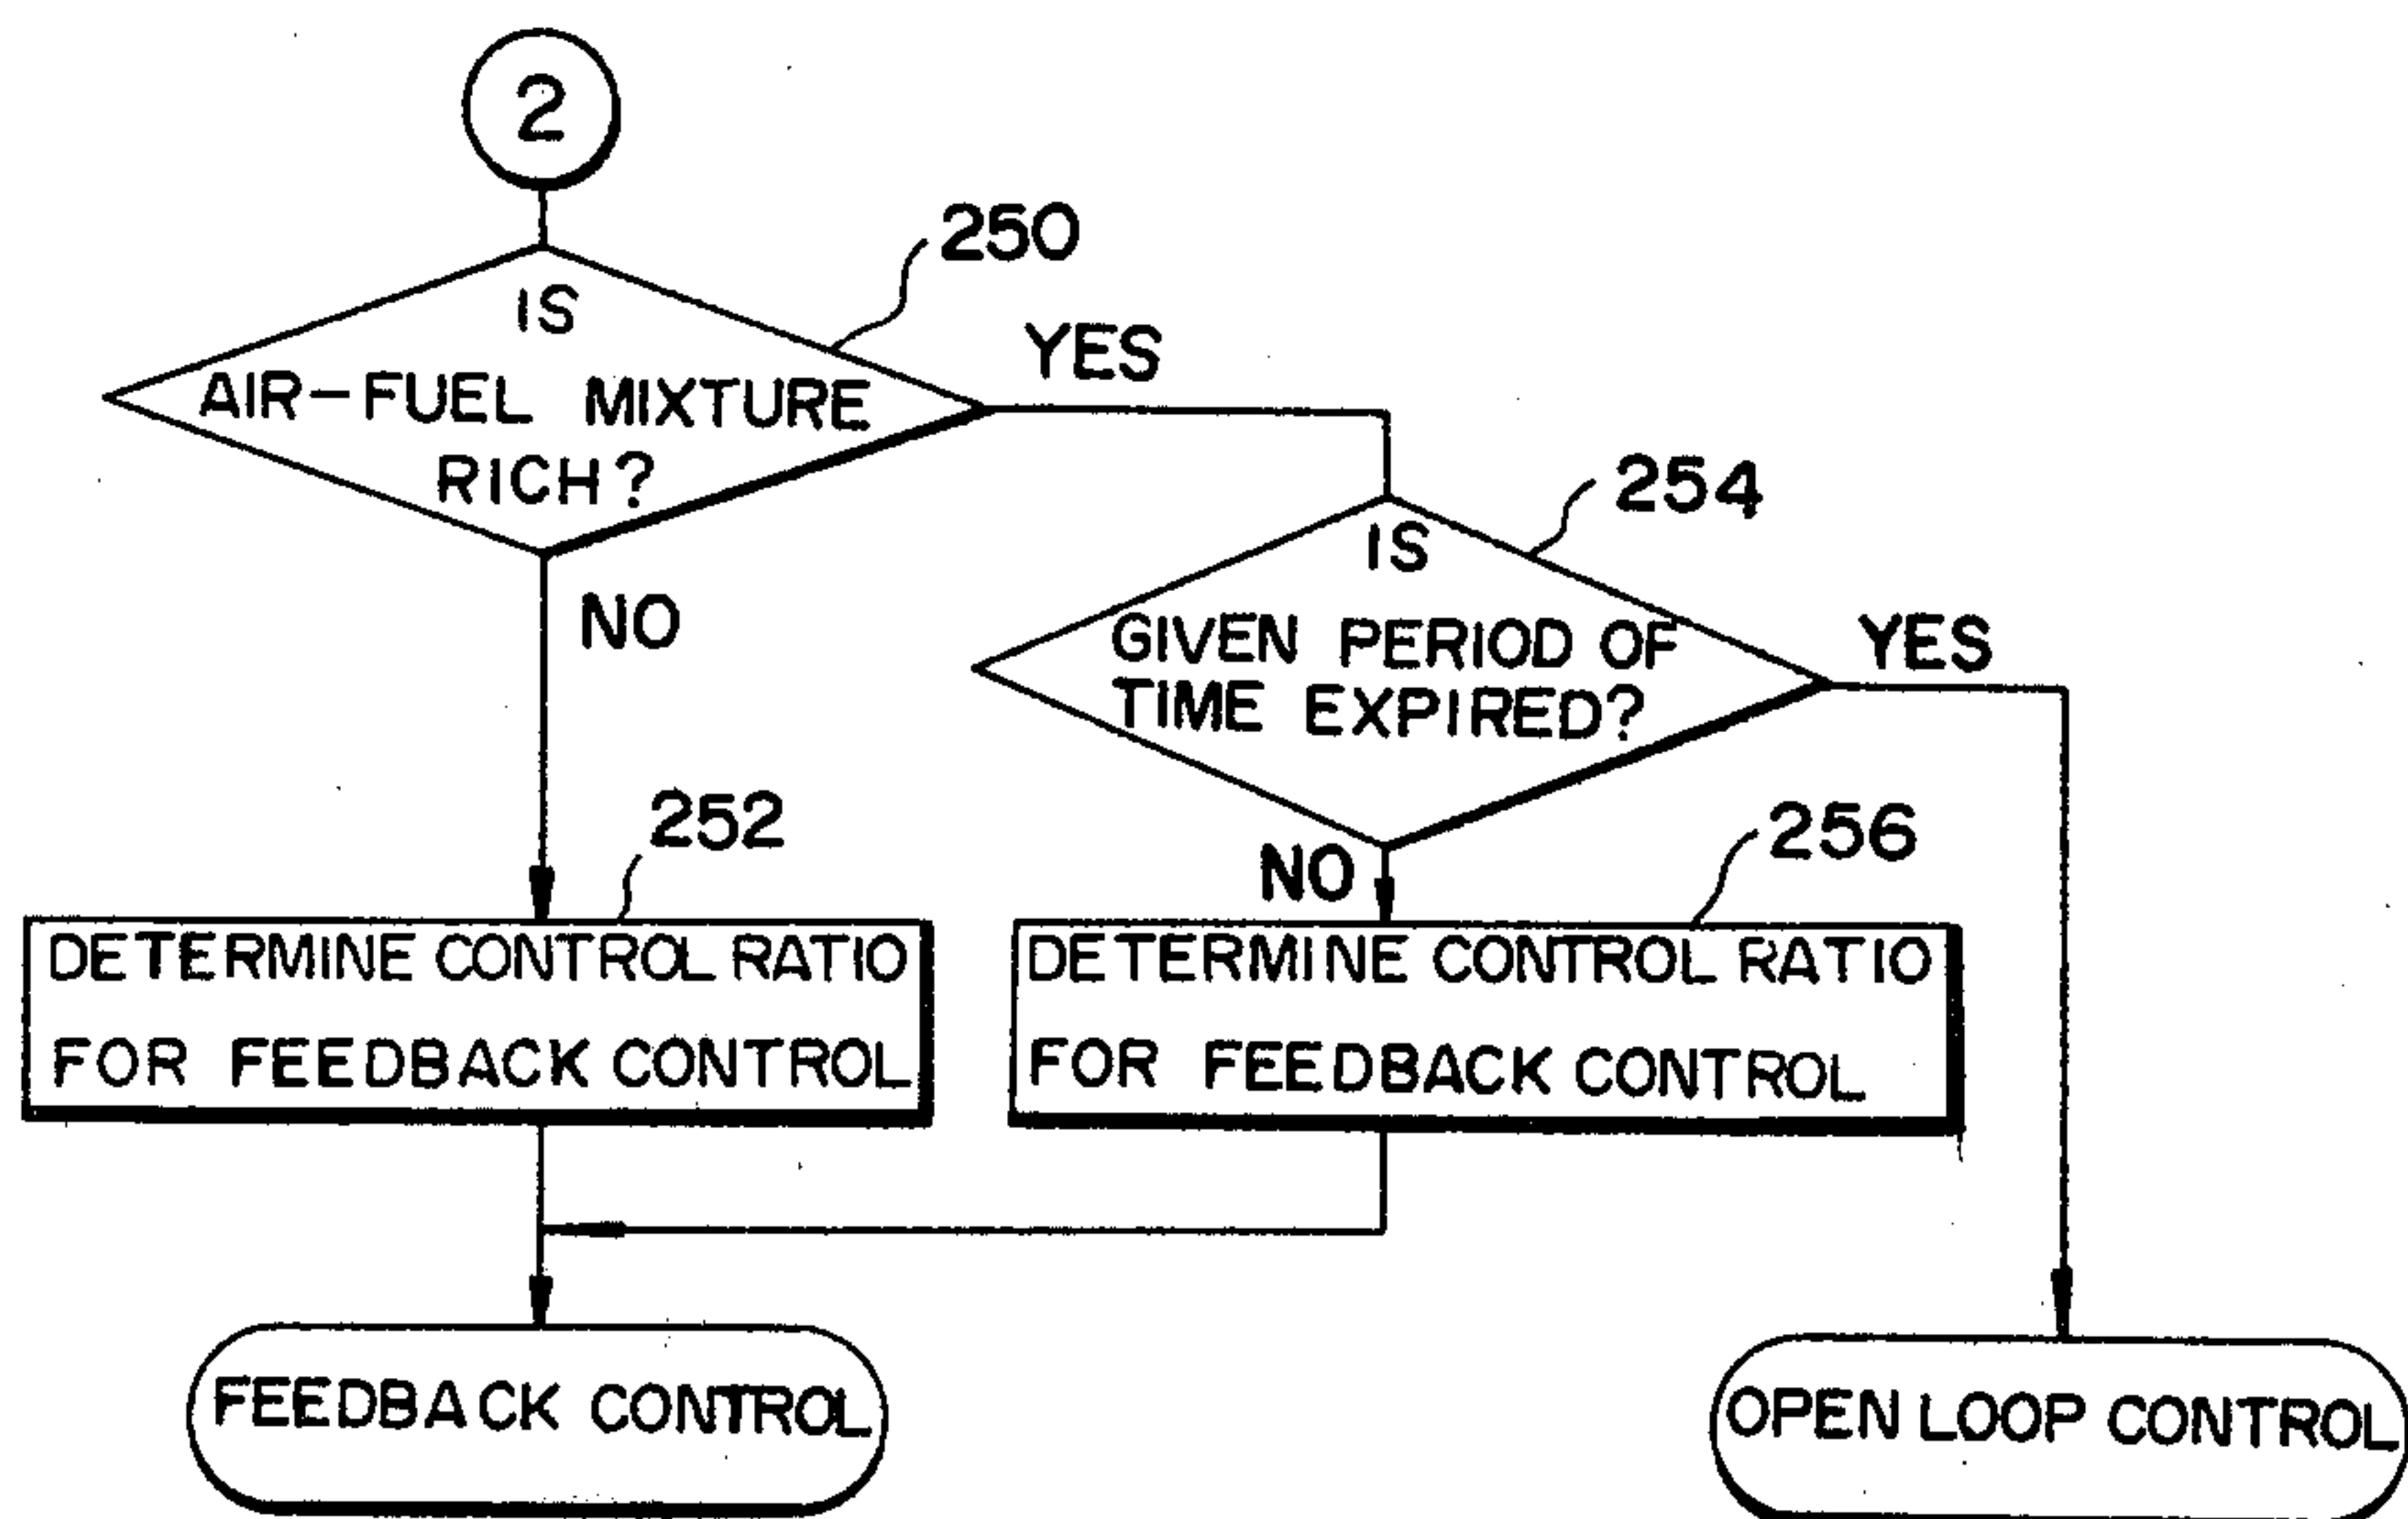 2
250
IS
AIR-FUEL MIXTURE
RICH?
YES
NO
254
IS
GIVEN PERIOD OF
TIME EXPIRED?
YES
NO
252
DETERMINE CONTROL RATIO
FOR FEEDBACK CONTROL
256
DETERMINE CONTROL RATIO
FOR FEEDBACK CONTROL
FEEDBACK CONTROL
OPEN LOOP CONTROL